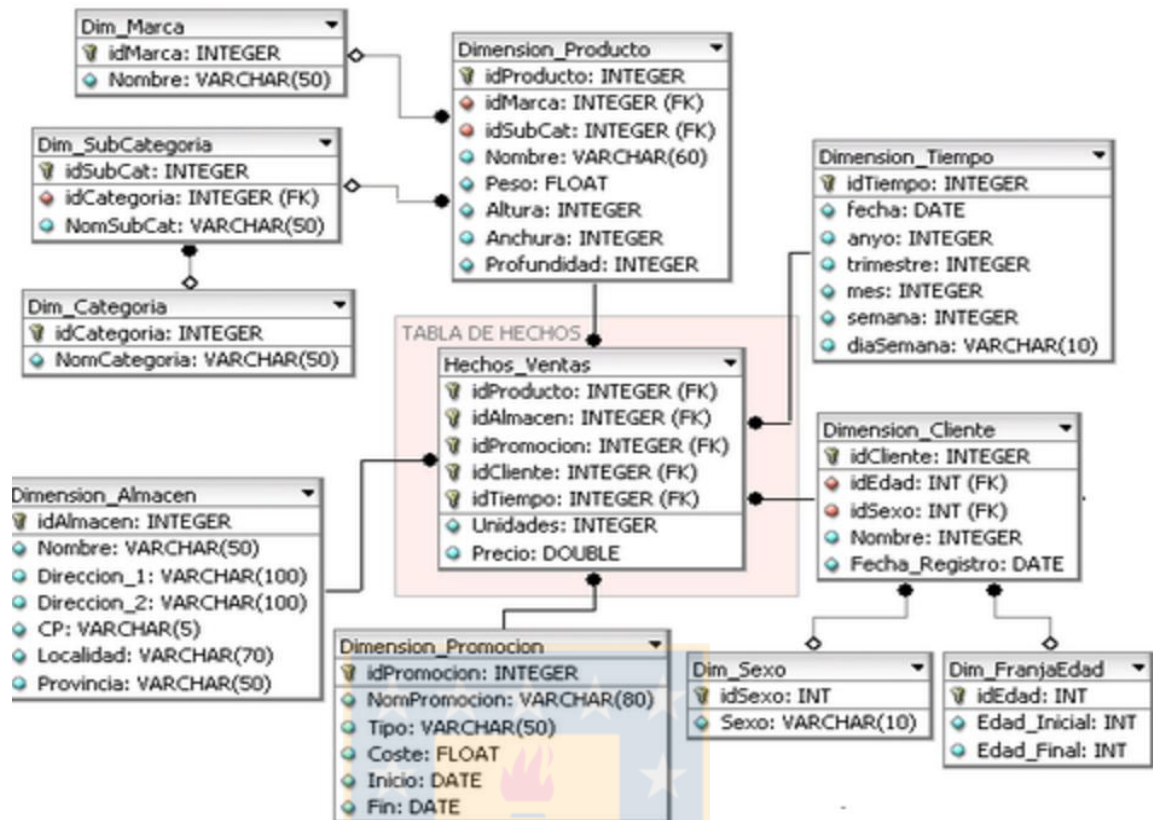 Dim_Marca
idMarca: INTEGER
Nombre: VARCHAR(50)
Dimension_Producto
idProducto: INTEGER
idMarca: INTEGER (FK)
idSubCat: INTEGER (FK)
Nombre: VARCHAR(60)
Peso: FLOAT
Altura: INTEGER
Anchura: INTEGER
Profundidad: INTEGER
Dim_SubCategoria
idSubCat: INTEGER
idCategoria: INTEGER (FK)
NomSubCat: VARCHAR(50)
Dim_Categoria
idCategoria: INTEGER
NomCategoria: VARCHAR(50)
Dimension_Tiempo
idTiempo: INTEGER
fecha: DATE
anyo: INTEGER
trimestre: INTEGER
mes: INTEGER
semana: INTEGER
diaSemana: VARCHAR(10)
TABLA DE HECHOS
Hechos_Ventas
idProducto: INTEGER (FK)
idAlmacen: INTEGER (FK)
idPromocion: INTEGER (FK)
idCliente: INTEGER (FK)
idTiempo: INTEGER (FK)
Unidades: INTEGER
Precio: DOUBLE
Dimension_Cliente
idCliente: INTEGER
idEdad: INT (FK)
idSexo: INT (FK)
Nombre: INTEGER
Fecha_Registro: DATE
Dimension_Almacen
idAlmacen: INTEGER
Nombre: VARCHAR(50)
Direccion_1: VARCHAR(100)
Direccion_2: VARCHAR(100)
CP: VARCHAR(5)
Localidad: VARCHAR(70)
Provincia: VARCHAR(50)
Dimension_Promocion
idPromocion: INTEGER
NomPromocion: VARCHAR(80)
Tipo: VARCHAR(50)
Coste: FLOAT
Inicio: DATE
Fin: DATE
Dim_Sexo
idSexo: INT
Sexo: VARCHAR(10)
Dim_FranjaEdad
idEdad: INT
Edad_Inicial: INT
Edad_Final: INT